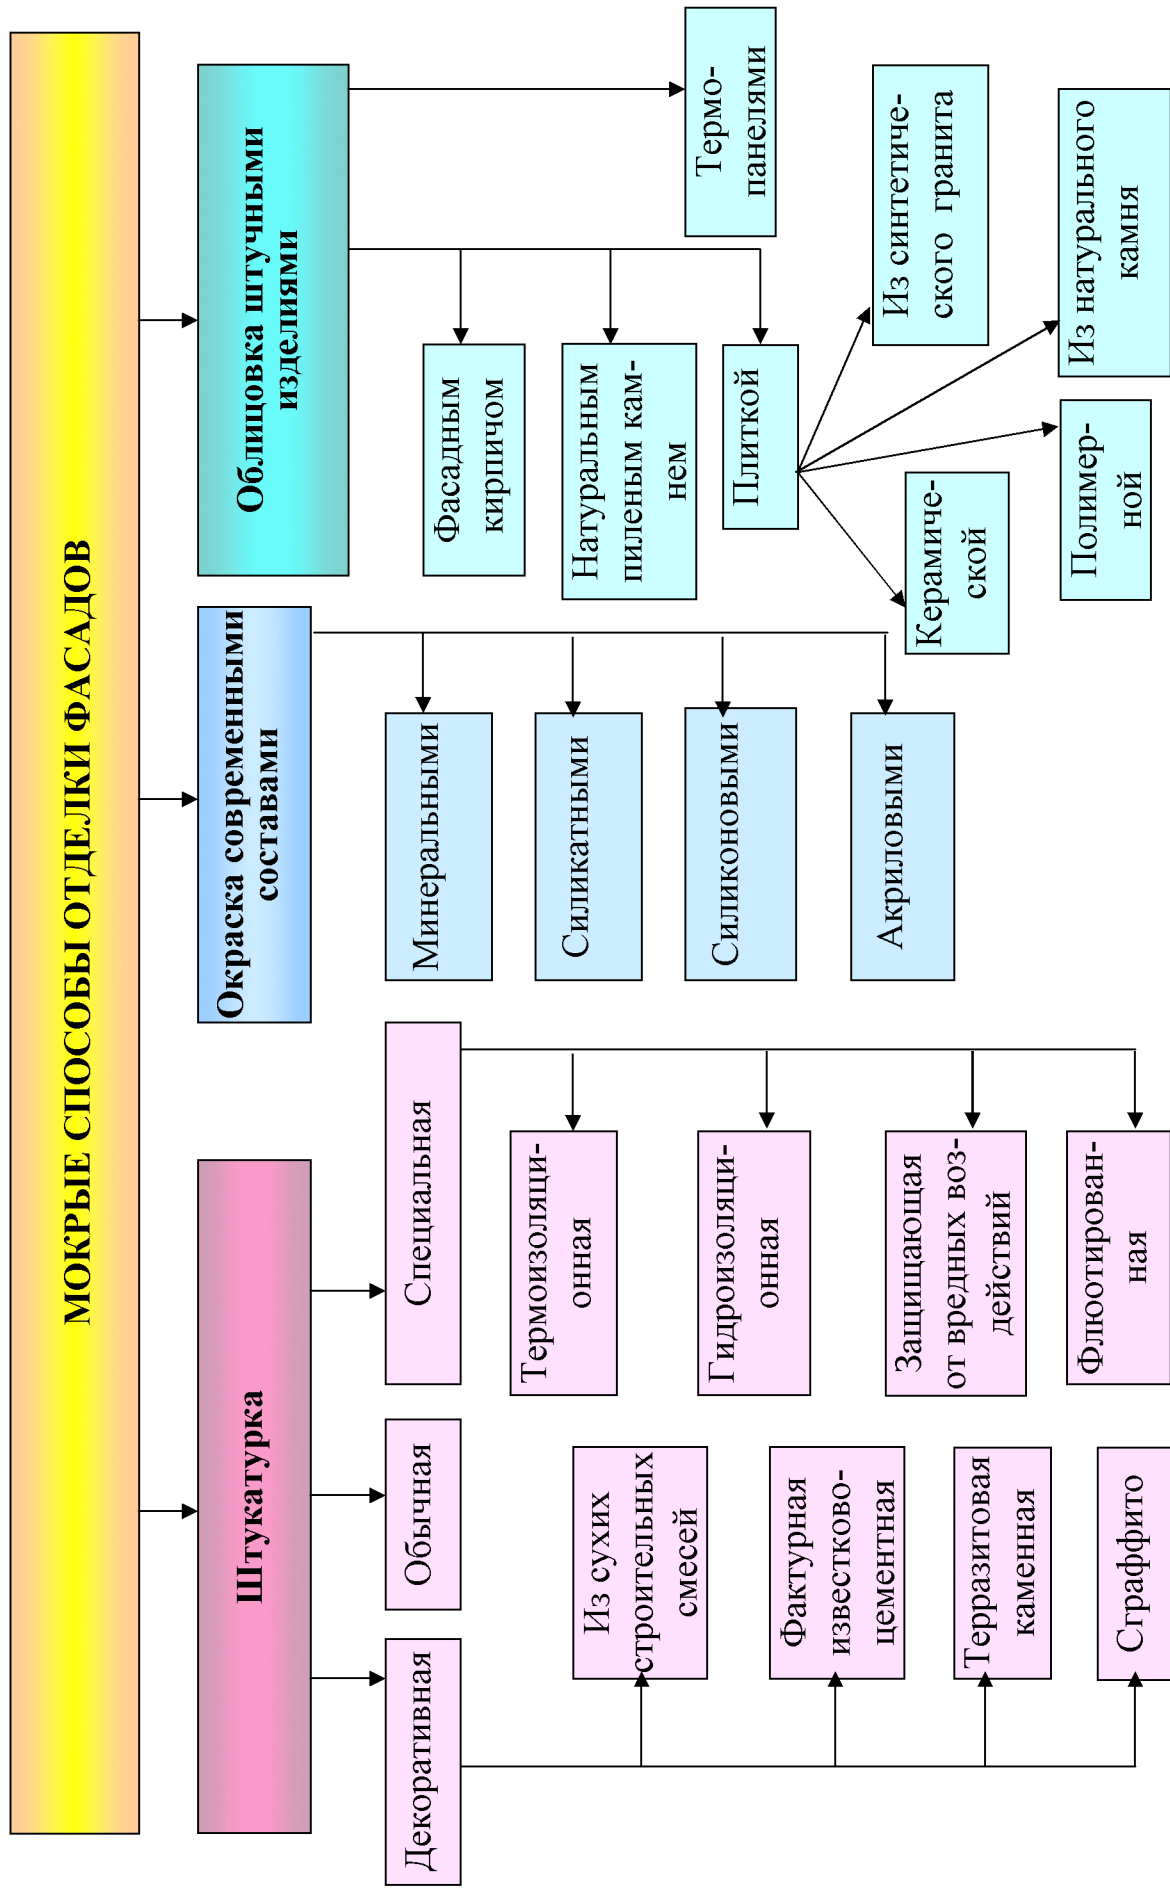 МОКРЫЕ СПОСОБЫ ОТДЕЛКИ ФАСАДОВ
Штукатурка
Окраска современными
составами
Облицовка штучными
изделиями
Декоративная
Обычная
Специальная
Из сухих
строительных
смесей
Фактурная
известково-
цементная
Терразитовая
каменная
Сграффито
Термоизоляци-
онная
Гидроизоляци-
онная
Защищающая
от вредных воз-
действий
Флюотирован-
ная
Минеральными
Силикатными
Силиконовыми
Акриловыми
Фасадным
кирпичом
Натуральным
пиленым кам-
нем
Плиткой
Термо-
панелями
Керамиче-
ской
Полимер-
ной
Из синтетиче-
ского гранита
Из натурального
камня